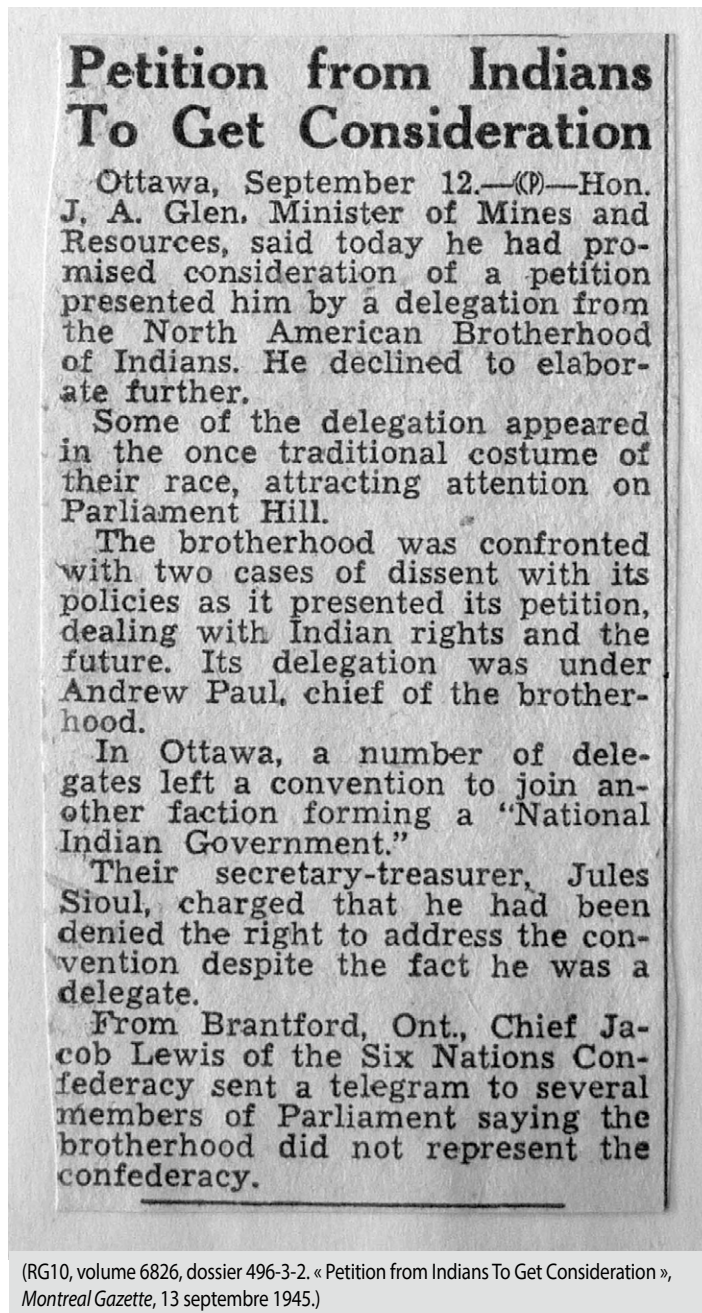 Petition from Indians
To Get Consideration
Ottawa, September 12.—(CP)—Hon.
J. A. Glen, Minister of Mines and
Resources, said today he had pro-
mised consideration of a petition
presented him by a delegation from
the North American Brotherhood
of Indians. He declined to elabor-
ate further.
Some of the delegation appeared
in the once traditional costume of
their race, attracting attention on
Parliament Hill.
The brotherhood was confronted
with two cases of dissent with its
policies as it presented its petition,
dealing with Indian rights and the
future. Its delegation was under
Andrew Paul, chief of the brother-
hood.
In Ottawa, a number of dele-
gates left a convention to join an-
other faction forming a “National
Indian Government.”
Their secretary-treasurer, Jules
Sioul, charged that he had been
denied the right to address the con-
vention despite the fact he was a
delegate.
From Brantford, Ont., Chief Ja-
cob Lewis of the Six Nations Con-
federacy sent a telegram to several
members of Parliament saying the
brotherhood did not represent the
confederacy.
(RG10, volume 6826, dossier 496-3-2. « Petition from Indians To Get Consideration »,
Montreal Gazette, 13 septembre 1945.)